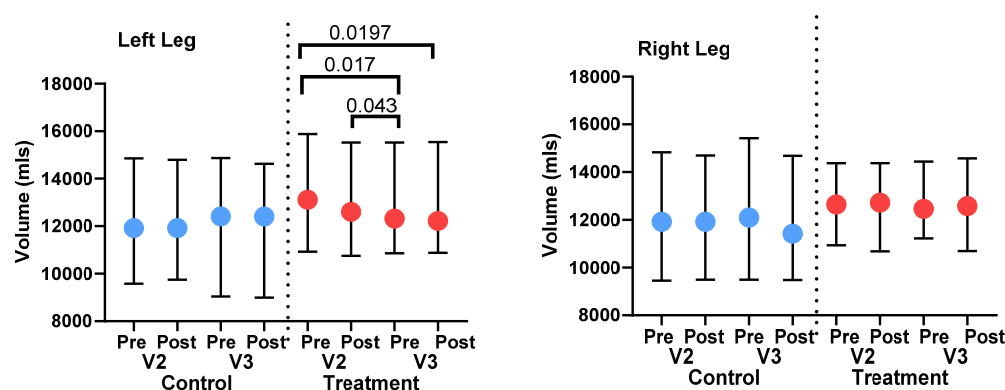 Left Leg
0.0197
0.017
0.043
Volume (mls)
18000
16000
14000
12000
10000
8000
Pre Post Pre Post Pre Post Pre Post
V2 V3 V2 V3
Control Treatment
Right Leg
Volume (mls)
18000
16000
14000
12000
10000
8000
Pre Post Pre Post Pre Post Pre Post
V2 V3 V2 V3
Control Treatment